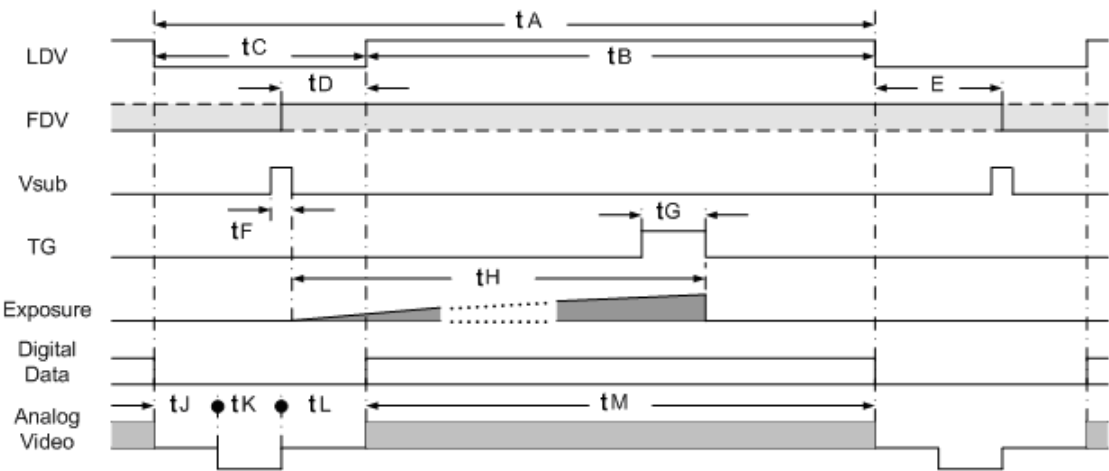 tA
LDV
tC
tB
tD
E
FDV
Vsub
tF
tG
TG
tH
Exposure
Digital
Data
tJ
tK
tL
tM
Analog
Video